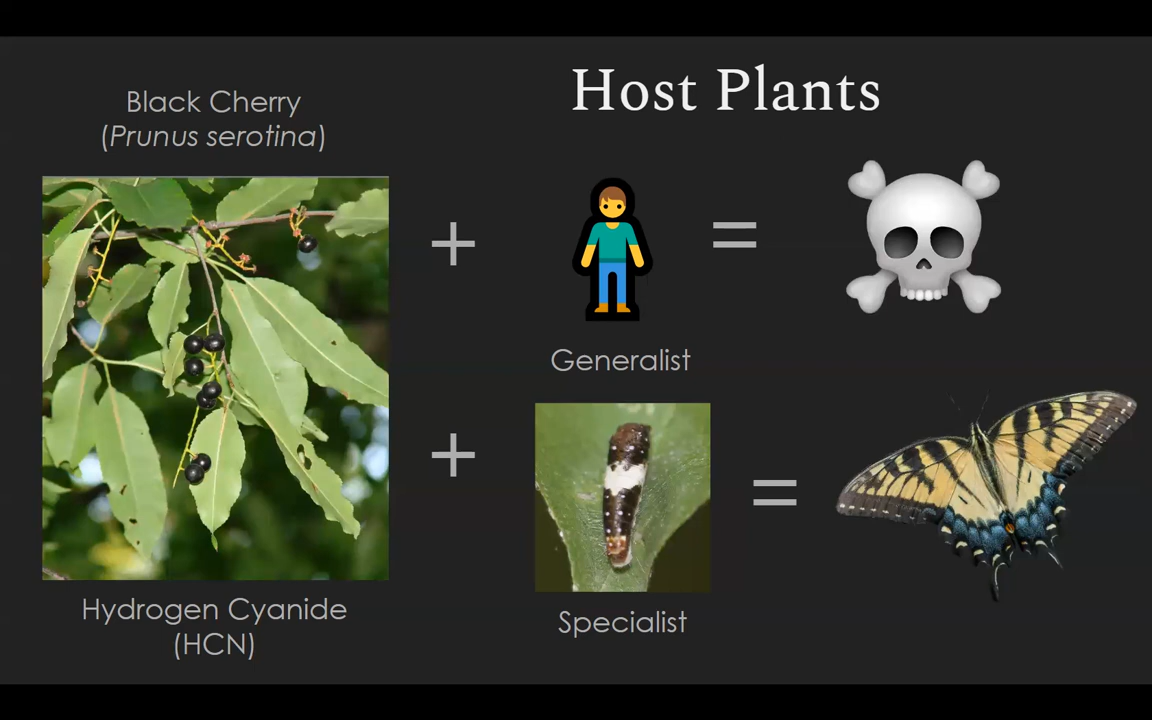 Host Plants
Black Cherry
(Prunus serotina)
+
=
Generalist
+
=
Specialist
Hydrogen Cyanide
(HCN)